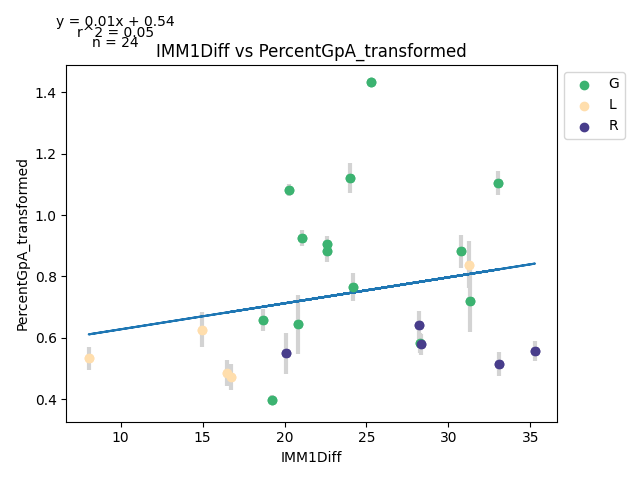 y = 0.01x + 0.54
r^2 = 0.05
n = 24
IMM1Diff vs PercentGpA_transformed
G
L
R
PercentGpA_transformed
1.4
1.2
1.0
0.8
0.6
0.4
10 15 20 25 30 35
IMM1Diff